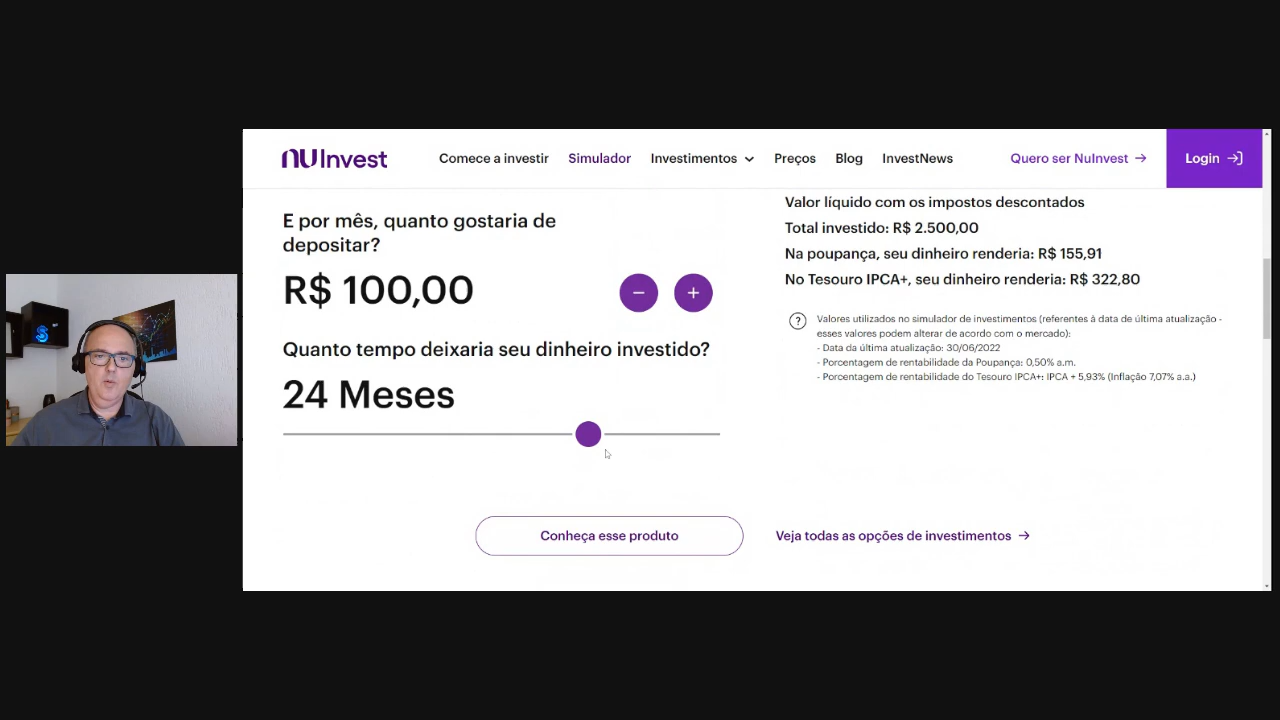 nuInvest
Comece a investir
Simulador
Investimentos
Preços
Blog
InvestNews
Quero ser NuInvest →
Login
E por mês, quanto gostaria de
depositar?
R$ 100,00
− +
Quanto tempo deixaria seu dinheiro investido?
24 Meses
Valor líquido com os impostos descontados
Total investido: R$ 2.500,00
Na poupança, seu dinheiro renderia: R$ 155,91
No Tesouro IPCA+, seu dinheiro renderia: R$ 322,80
? Valores utilizados no simulador de investimentos (referentes à data de última atualização -
esses valores podem alterar de acordo com o mercado):
- Data da última atualização: 30/06/2022
- Porcentagem de rentabilidade da Poupança: 0,50% a.m.
- Porcentagem de rentabilidade do Tesouro IPCA+: IPCA + 5,93% (Inflação 7,07% a.a.)
Conheça esse produto
Veja todas as opções de investimentos →